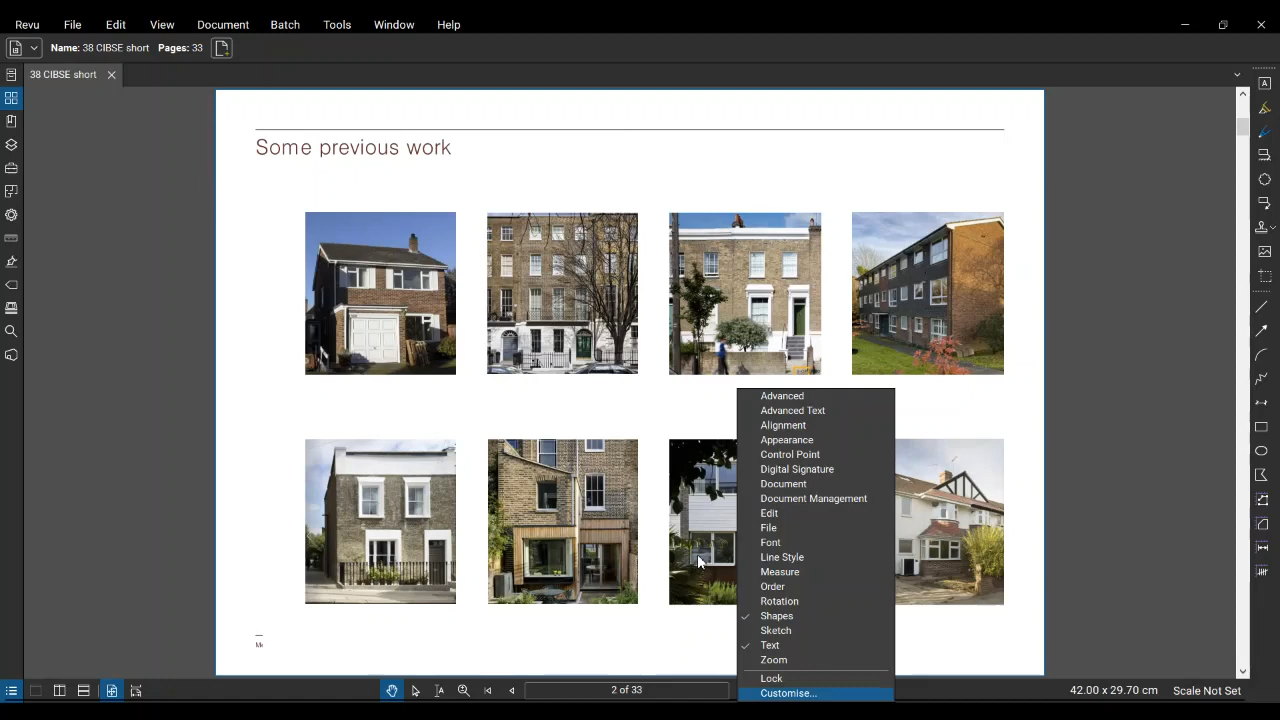 Revu File Edit View Document Batch Tools Window Help
Name: 38 CIBSE short Pages: 33
38 CIBSE short
Some previous work
Advanced
Advanced Text
Alignment
Appearance
Control Point
Digital Signature
Document
Document Management
Edit
File
Font
Line Style
Measure
Order
Rotation
Shapes
Sketch
Text
Zoom
Lock
Customise...
2 of 33
42.00 x 29.70 cm Scale Not Set